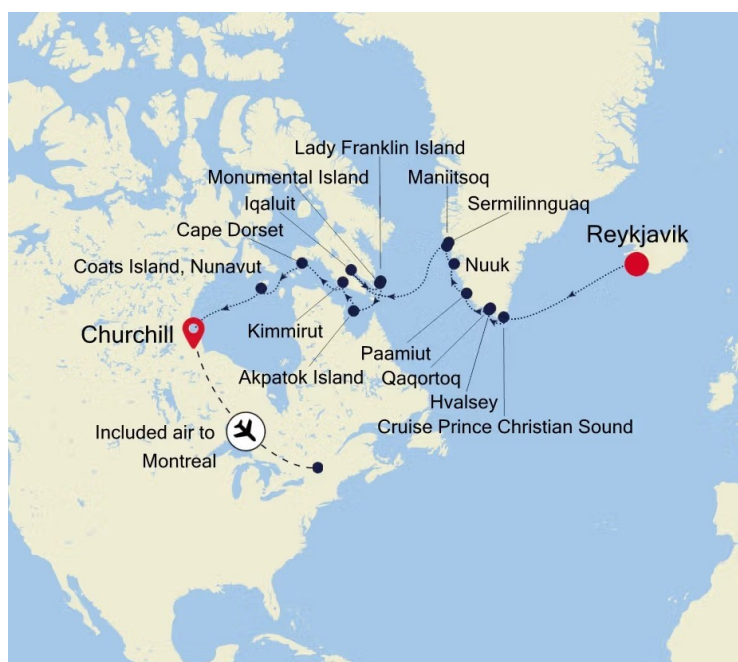 Lady Franklin Island
Monumental Island
Maniitsoq
Iqaluit
Sermilinnguaq
Cape Dorset
Reykjavik
Coats Island, Nunavut
Nuuk
Churchill
Kimmirut
Paamiut
Akpatok Island
Qaqortoq
Hvalsey
Cruise Prince Christian Sound
Included air to
Montreal